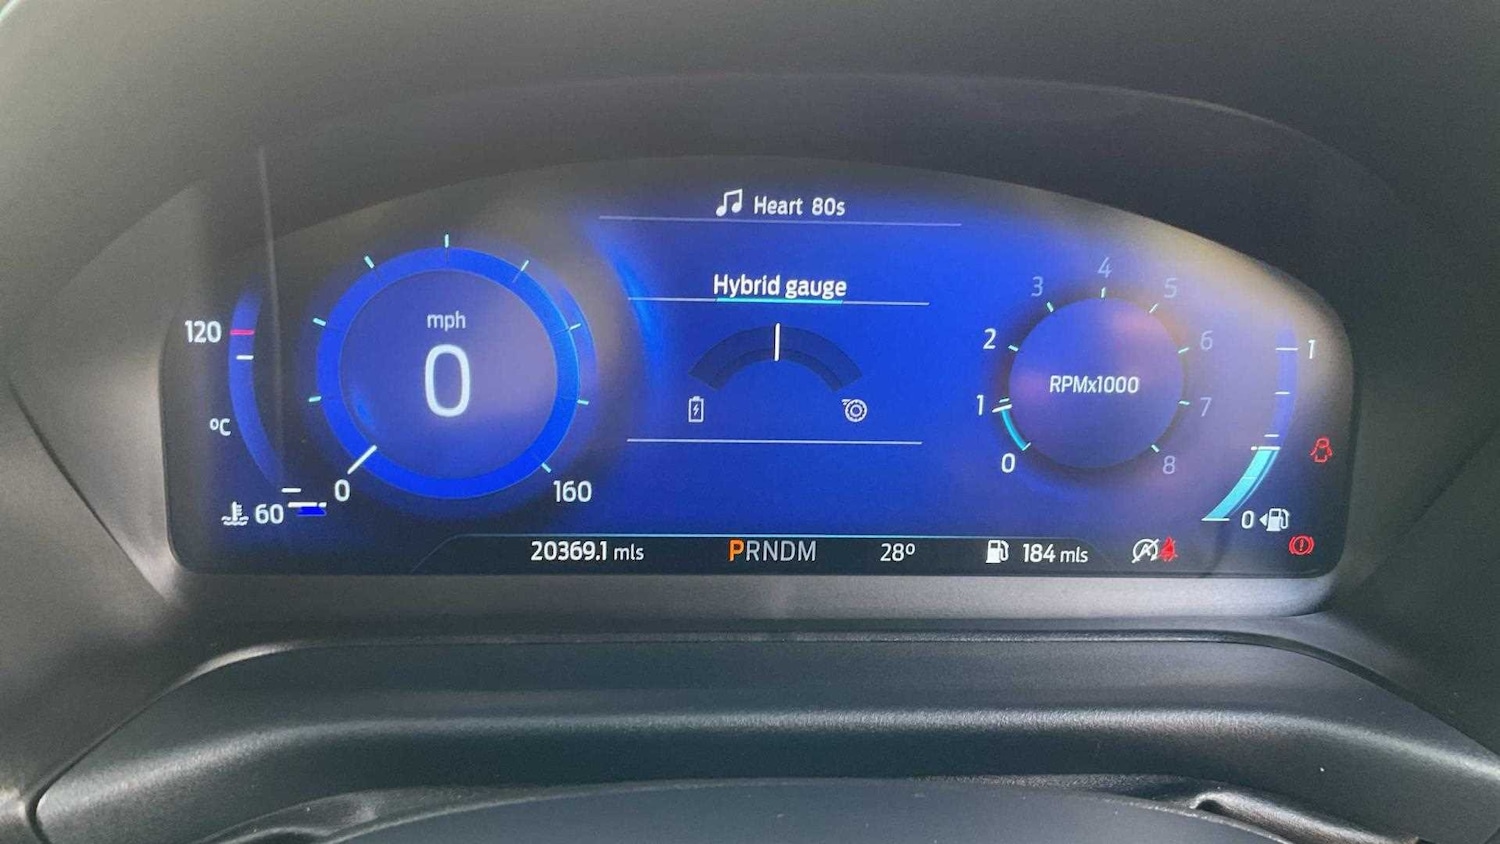 Heart 80s
Hybrid gauge
120
°C
60
mph
0
0
160
0
1
2
3
4
5
6
7
8
RPMx1000
1
0
20369.1 mls
PRNDM
28°
184 mls